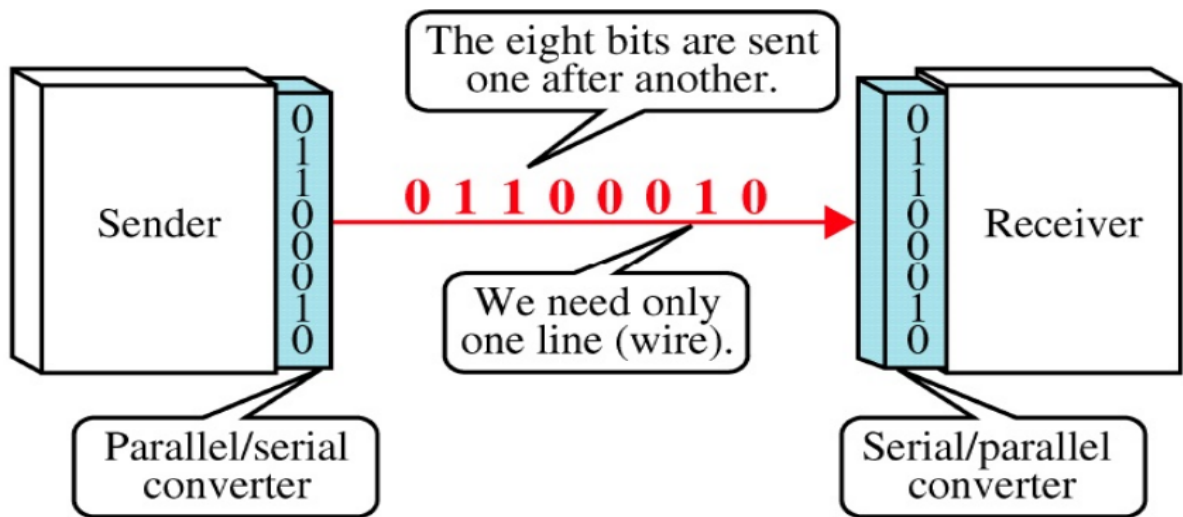 The eight bits are sent
one after another.
Sender
0
1
1
0
0
0
1
0
0 1 1 0 0 0 1 0
0
1
1
0
0
0
1
0
Receiver
We need only
one line (wire).
Parallel/serial
converter
Serial/parallel
converter